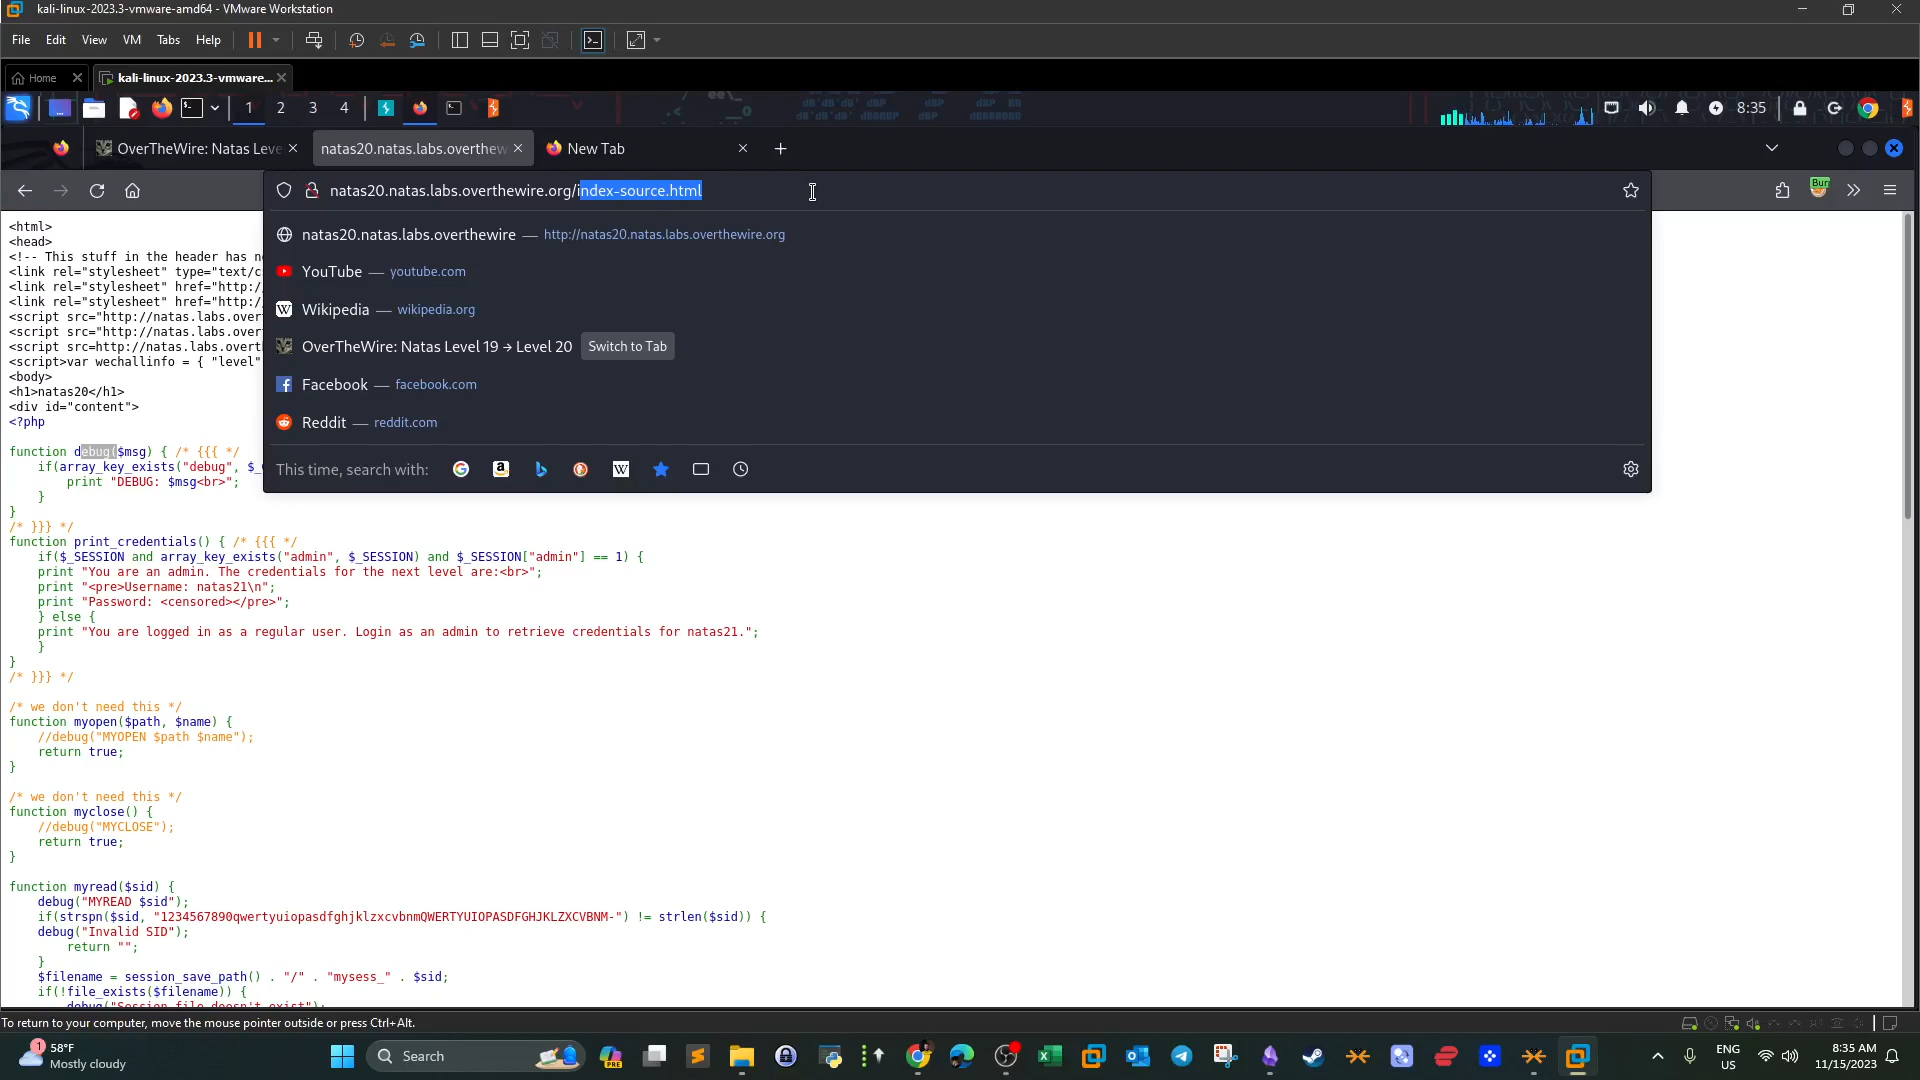 kali-linux-2023.3-vmware-amd64 - VMware Workstation
File Edit View VM Tabs Help
Home kali-linux-2023.3-vmware...
1 2 3 4 8:35
OverTheWire: Natas Leve natas20.natas.labs.overthew New Tab
natas20.natas.labs.overthewire.org/index-source.html
Burp
natas20.natas.labs.overthewire — http://natas20.natas.labs.overthewire.org
YouTube — youtube.com
Wikipedia — wikipedia.org
OverTheWire: Natas Level 19 → Level 20 Switch to Tab
Facebook — facebook.com
Reddit — reddit.com
This time, search with:
<html>
<head>
<!-- This stuff in the header has n
<link rel="stylesheet" type="text/c
<link rel="stylesheet" href="http:/
<link rel="stylesheet" href="http:/
<script src="http://natas.labs.over
<script src="http://natas.labs.over
<script src=http://natas.labs.overt
<script>var wechallinfo = { "level"
<body>
<h1>natas20</h1>
<div id="content">
<?php
function debug($msg) { /* {{{ */
if(array_key_exists("debug", $_
print "DEBUG: $msg<br>";
}
}
/* }}} */
function print_credentials() { /* {{{ */
if($_SESSION and array_key_exists("admin", $_SESSION) and $_SESSION["admin"] == 1) {
print "You are an admin. The credentials for the next level are:<br>";
print "<pre>Username: natas21\n";
print "Password: <censored></pre>";
} else {
print "You are logged in as a regular user. Login as an admin to retrieve credentials for natas21.";
}
}
/* }}} */
/* we don't need this */
function myopen($path, $name) {
//debug("MYOPEN $path $name");
return true;
}
/* we don't need this */
function myclose() {
//debug("MYCLOSE");
return true;
}
function myread($sid) {
debug("MYREAD $sid");
if(strspn($sid, "1234567890qwertyuiopasdfghjklzxcvbnmQWERTYUIOPASDFGHJKLZXCVBNM-") != strlen($sid)) {
debug("Invalid SID");
return "";
}
$filename = session_save_path() . "/" . "mysess_" . $sid;
if(!file_exists($filename)) {
debug("Session file doesn't exist");
To return to your computer, move the mouse pointer outside or press Ctrl+Alt.
1 58°F
Mostly cloudy
Search
PRE
ENG
US
8:35 AM
11/15/2023